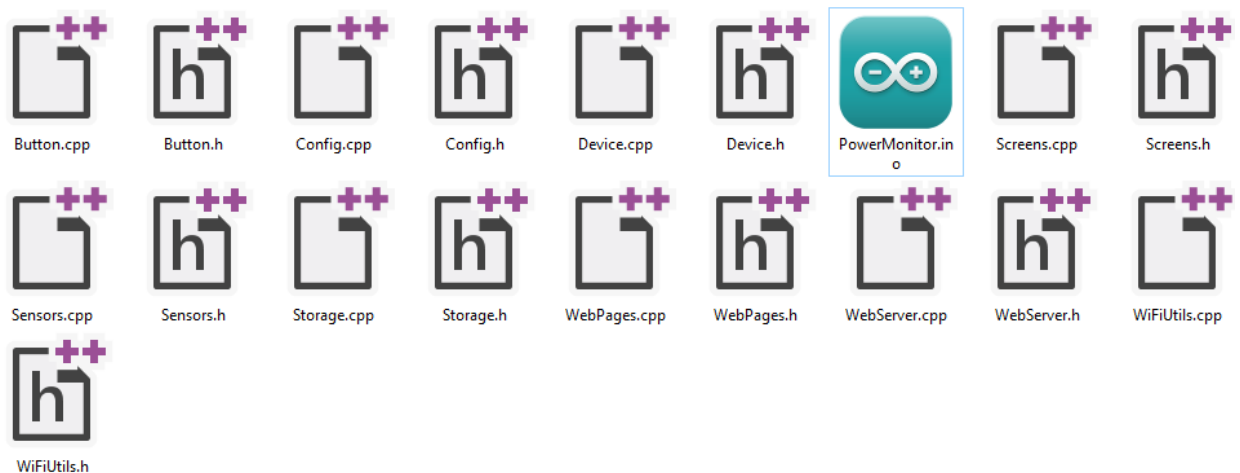 Button.cpp
Button.h
Config.cpp
Config.h
Device.cpp
Device.h
PowerMonitor.in
o
Screens.cpp
Screens.h
Sensors.cpp
Sensors.h
Storage.cpp
Storage.h
WebPages.cpp
WebPages.h
WebServer.cpp
WebServer.h
WiFiUtils.cpp
WiFiUtils.h